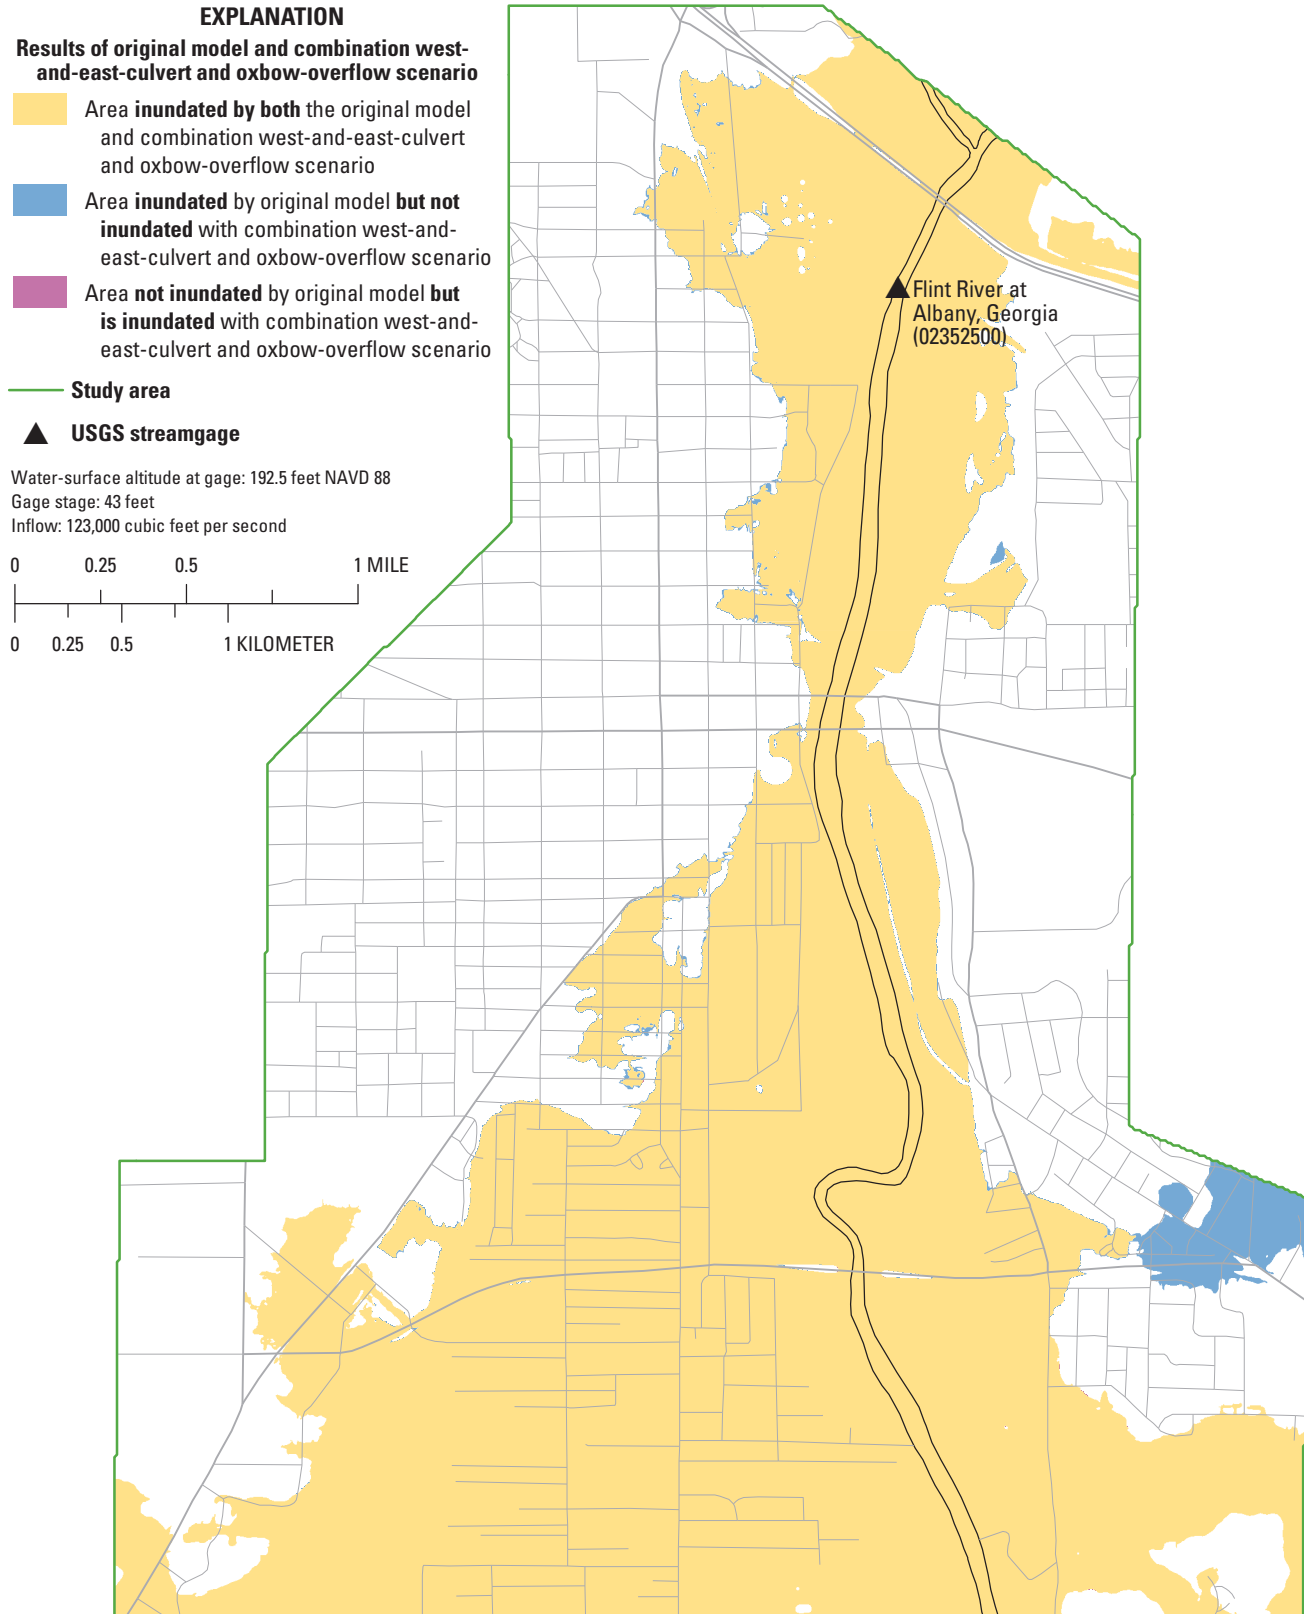 EXPLANATION
Results of original model and combination west-
and-east-culvert and oxbow-overflow scenario
Area inundated by both the original model
and combination west-and-east-culvert
and oxbow-overflow scenario
Area inundated by original model but not
inundated with combination west-and-
east-culvert and oxbow-overflow scenario
Area not inundated by original model but
is inundated with combination west-and-
east-culvert and oxbow-overflow scenario
Study area
USGS streamgage
Water-surface altitude at gage: 192.5 feet NAVD 88
Gage stage: 43 feet
Inflow: 123,000 cubic feet per second
0 0.25 0.5 1 MILE
0 0.25 0.5 1 KILOMETER
Flint River at
Albany, Georgia
(02352500)